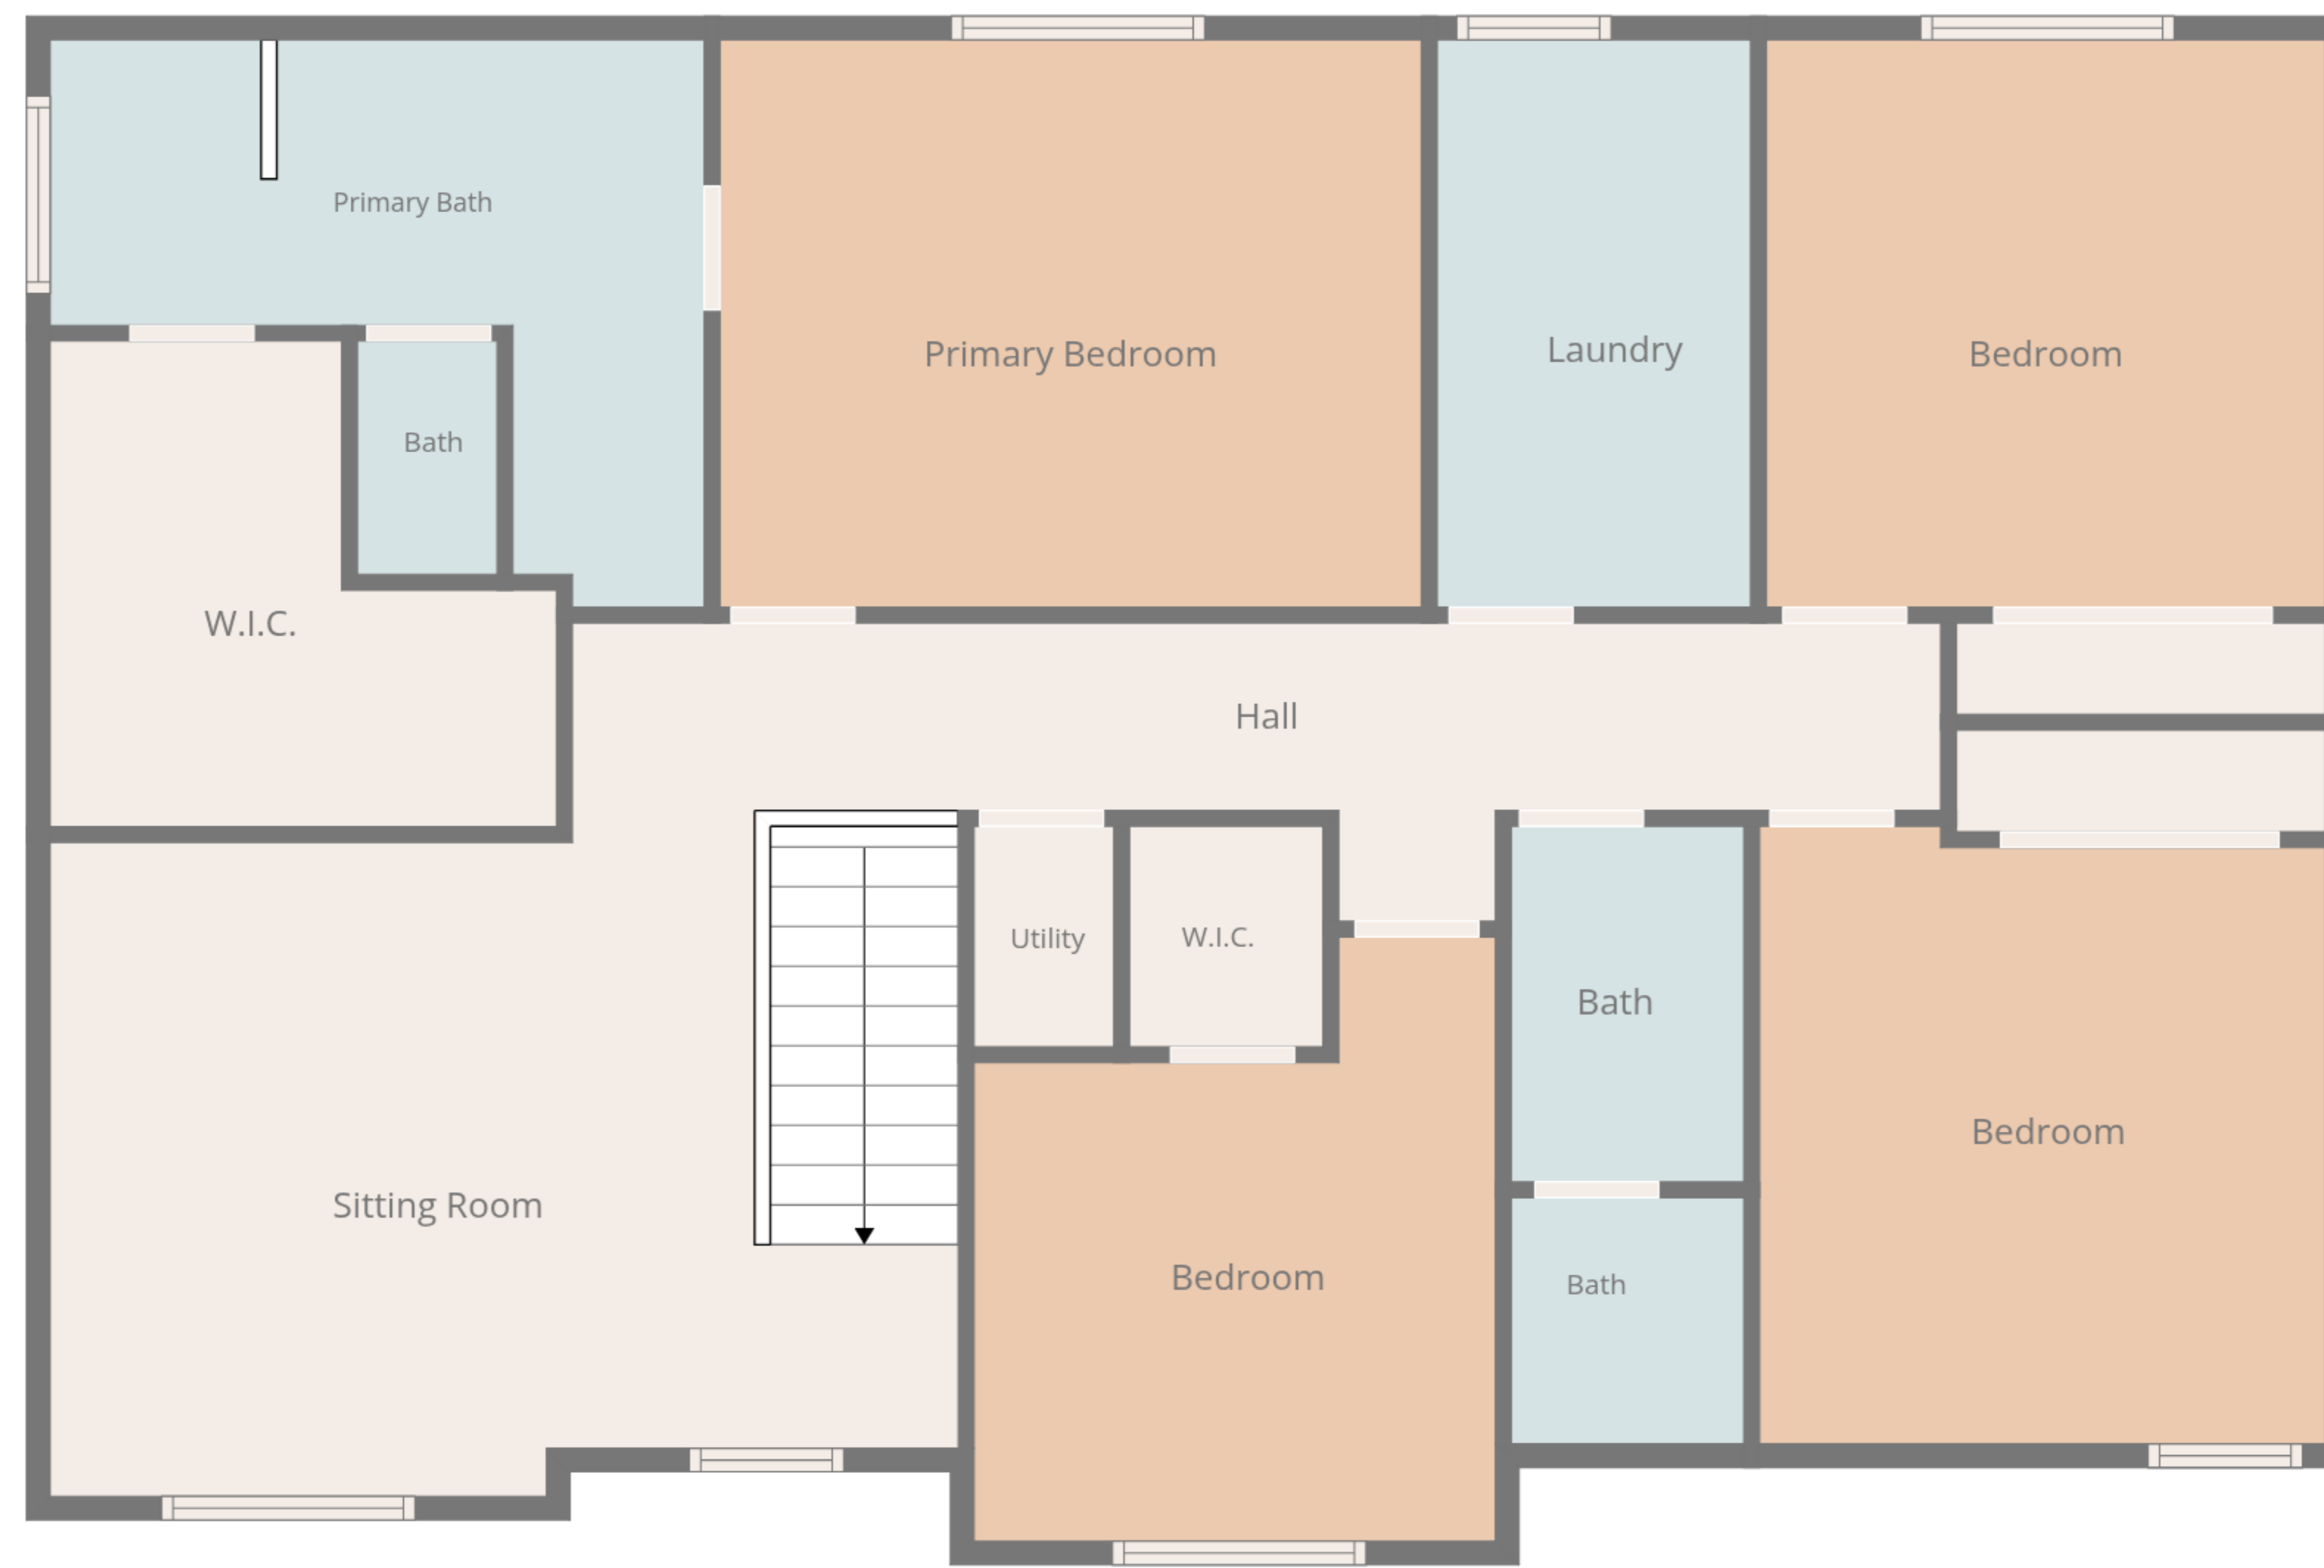 Primary Bath
Primary Bedroom
Laundry
Bedroom
Bath
W.I.C.
Hall
Utility
W.I.C.
Bath
Bedroom
Sitting Room
Bedroom
Bath